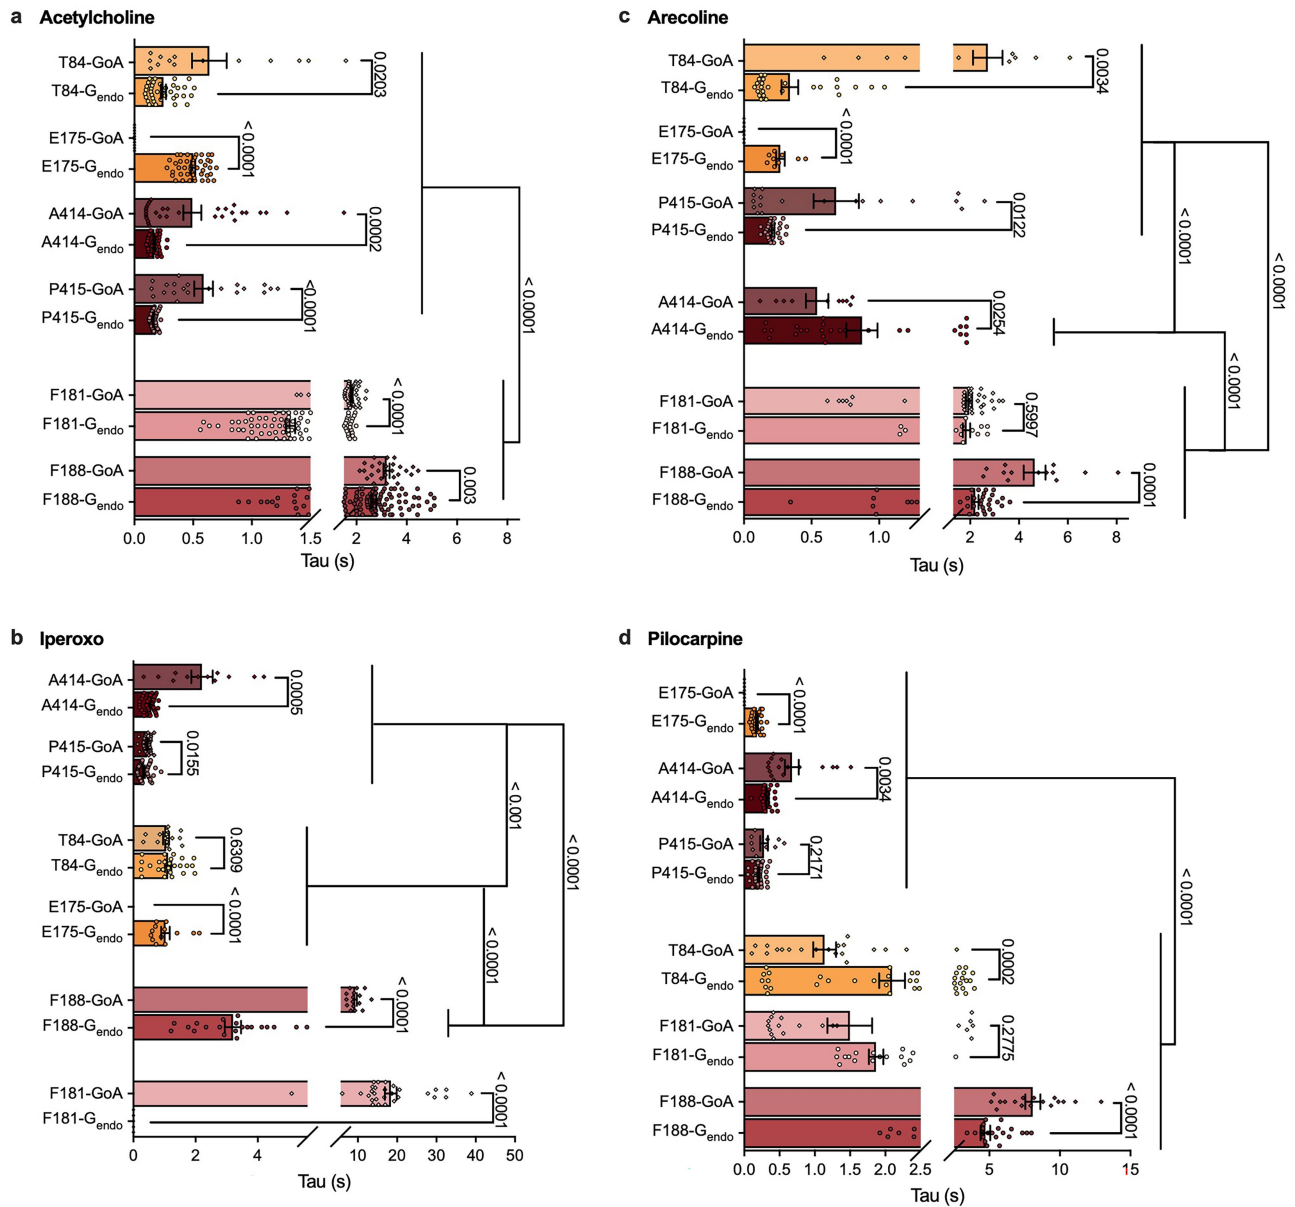 a Acetylcholine
T84-GoA
T84-Gendo
0.0203
E175-GoA
E175-Gendo
< 0.0001
A414-GoA
A414-Gendo
0.0002
P415-GoA
P415-Gendo
<0.0001
F181-GoA
F181-Gendo
< 0.0001
F188-GoA
F188-Gendo
0.003
< 0.0001
0.0 0.5 1.0 1.5 2 4 6 8
Tau (s)
c Arecoline
T84-GoA
T84-Gendo
0.0034
E175-GoA
E175-Gendo
< 0.0001
P415-GoA
P415-Gendo
0.0122
A414-GoA
A414-Gendo
0.0254
F181-GoA
F181-Gendo
0.5997
F188-GoA
F188-Gendo
0.0001
< 0.0001
< 0.0001
< 0.0001
0.0 0.5 1.0 2 4 6 8
Tau (s)
b Iperoxo
A414-GoA
A414-Gendo
0.0005
P415-GoA
P415-Gendo
0.0155
T84-GoA
T84-Gendo
0.6309
E175-GoA
E175-Gendo
< 0.0001
F188-GoA
F188-Gendo
< 0.0001
F181-GoA
F181-Gendo
< 0.0001
< 0.001
< 0.0001
< 0.0001
0 2 4 10 20 30 40 50
Tau (s)
d Pilocarpine
E175-GoA
E175-Gendo
< 0.0001
A414-GoA
A414-Gendo
0.0034
P415-GoA
P415-Gendo
0.2171
T84-GoA
T84-Gendo
0.0002
F181-GoA
F181-Gendo
0.2775
F188-GoA
F188-Gendo
< 0.0001
< 0.0001
0.0 0.5 1.0 1.5 2.0 2.5 5 10 15
Tau (s)